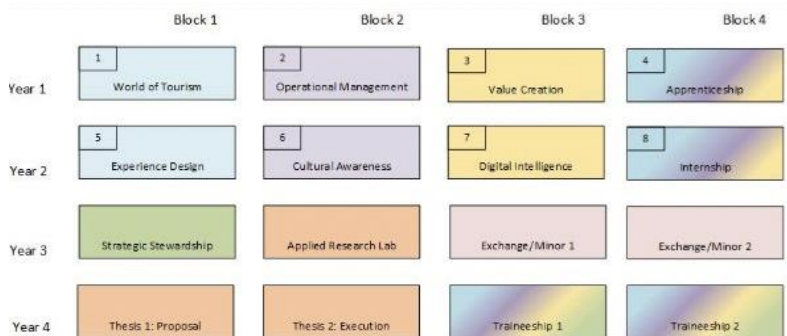 Block 1 Block 2 Block 3 Block 4
1 2 3 4
Year 1 World of Tourism Operational Management Value Creation Apprenticeship
5 6 7 8
Year 2 Experience Design Cultural Awareness Digital Intelligence Internship
Year 3 Strategic Stewardship Applied Research Lab Exchange/Minor 1 Exchange/Minor 2
Year 4 Thesis 1: Proposal Thesis 2: Execution Traineeship 1 Traineeship 2